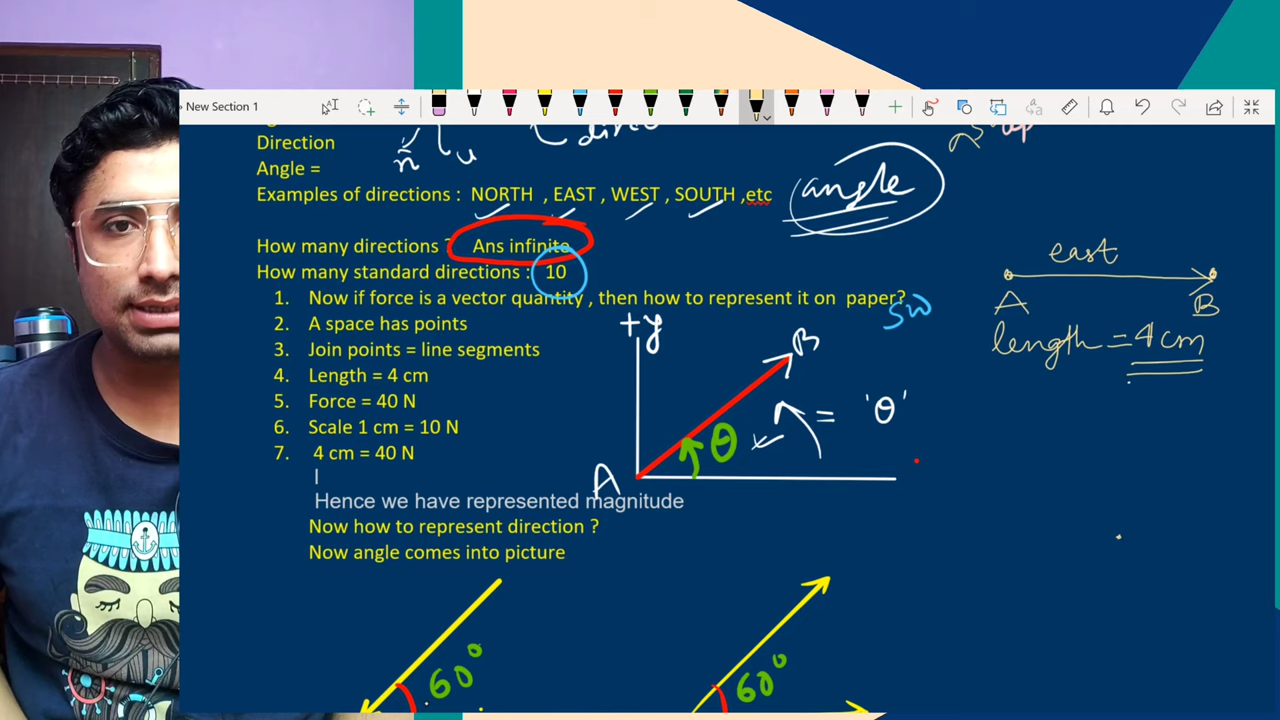 New Section 1
Direction
Angle =
Examples of directions : NORTH , EAST , WEST , SOUTH ,etc
angle
How many directions ? Ans infinite
How many standard directions : 10
1. Now if force is a vector quantity , then how to represent it on paper?
2. A space has points
3. Join points = line segments
4. Length = 4 cm
5. Force = 40 N
6. Scale 1 cm = 10 N
7. 4 cm = 40 N
Hence we have represented magnitude
Now how to represent direction ?
Now angle comes into picture
+y
B
A
θ
= 'θ'
SW
east
A B
length = 4 cm
60°
60°